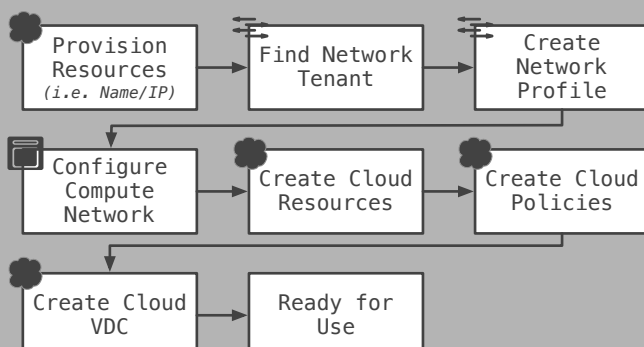 Provision
Resources
(i.e. Name/IP)
Find Network
Tenant
Create
Network
Profile
Configure
Compute
Network
Create Cloud
Resources
Create Cloud
Policies
Create Cloud
VDC
Ready for
Use